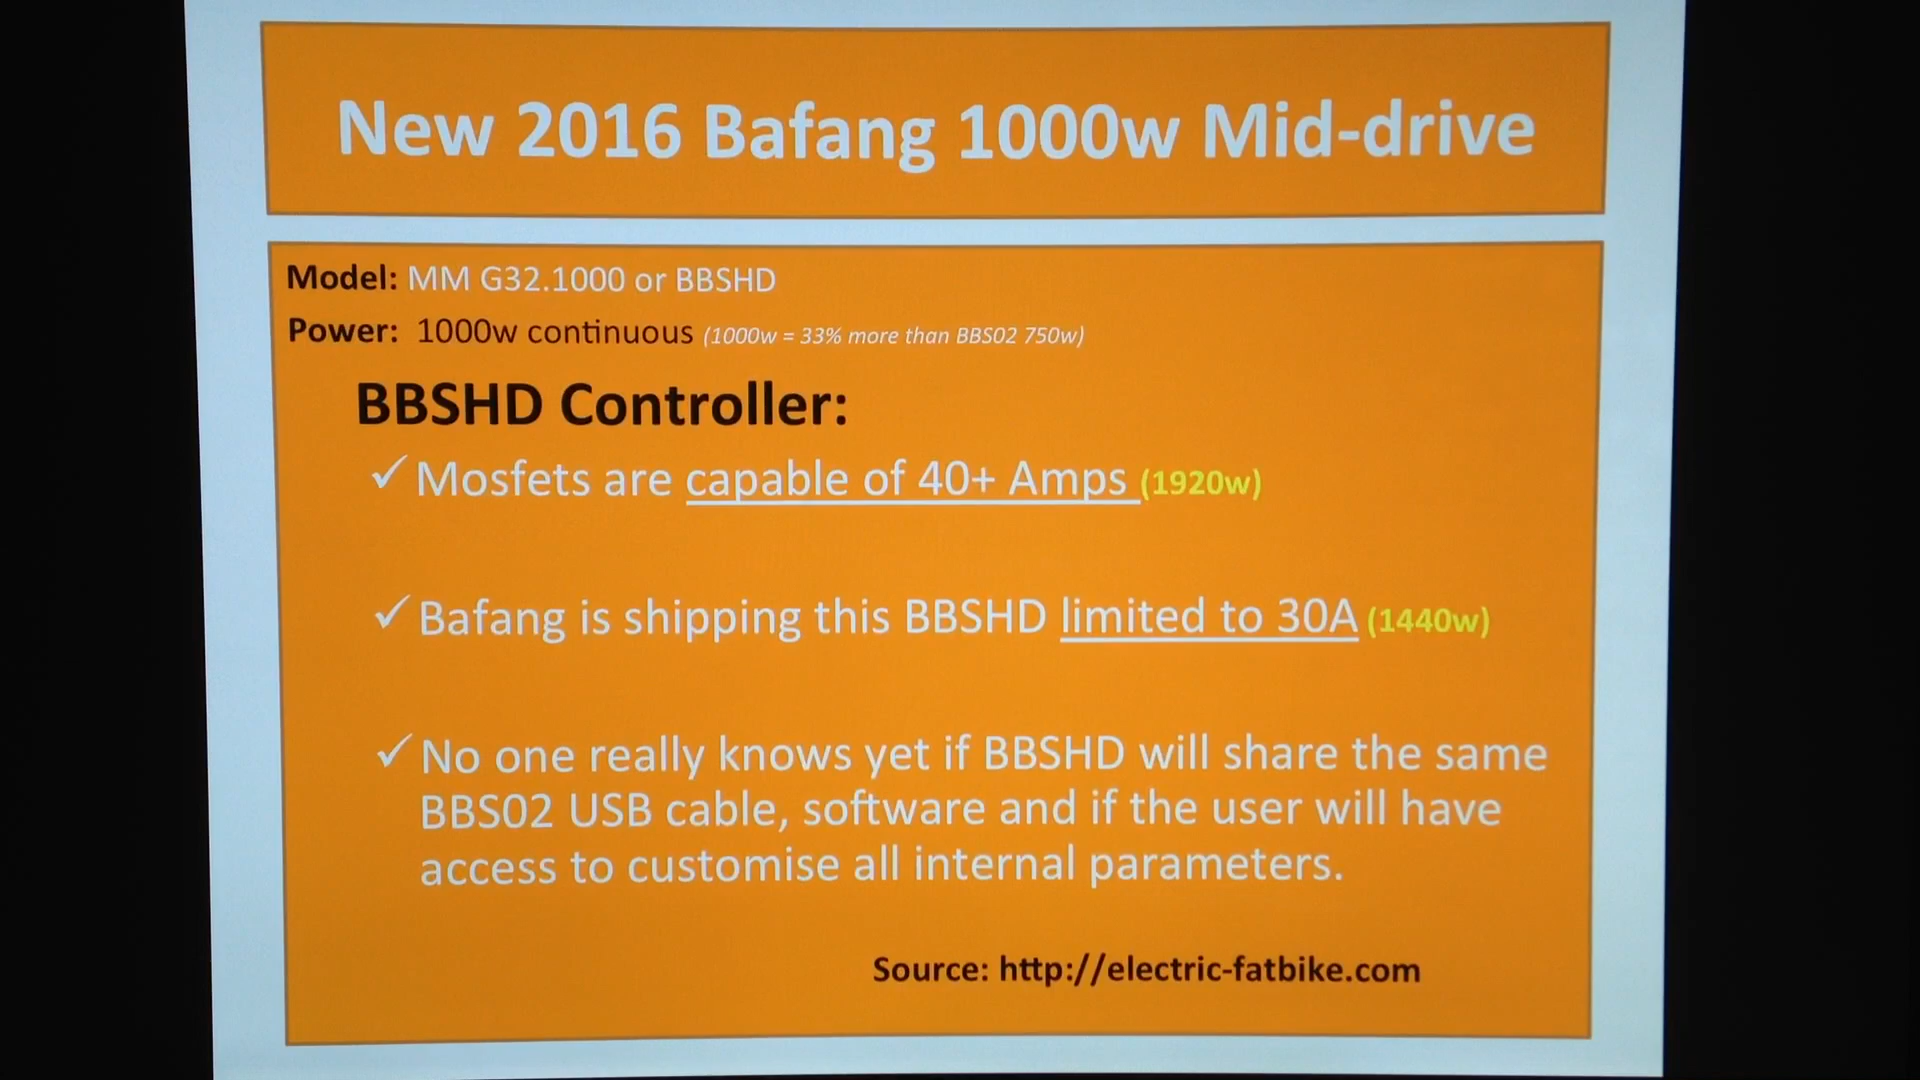 New 2016 Bafang 1000w Mid-drive
Model: MM G32.1000 or BBSHD
Power: 1000w continuous (1000w = 33% more than BBS02 750w)
BBSHD Controller:
✓ Mosfets are capable of 40+ Amps (1920w)
✓ Bafang is shipping this BBSHD limited to 30A (1440w)
✓ No one really knows yet if BBSHD will share the same
BBS02 USB cable, software and if the user will have
access to customise all internal parameters.
Source: http://electric-fatbike.com